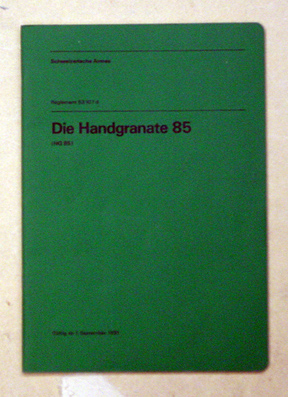 Schweizerische Armee
Reglement
Die Handgranate 85
(HG 85)
Gültig ab 1. September